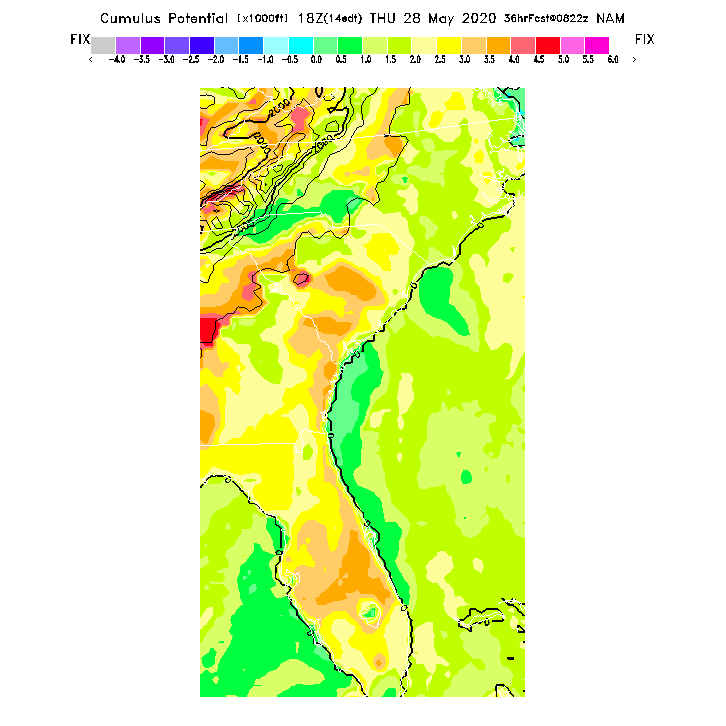 Cumulus Potential [x1000ft] 18Z(14edt) THU 28 May 2020 36hrFcst@0822z NAM
FIX FIX
< -4.0 -3.5 -3.0 -2.5 -2.0 -1.5 -1.0 -0.5 0.0 0.5 1.0 1.5 2.0 2.5 3.0 3.5 4.0 4.5 5.0 5.5 6.0 >
2000
2000